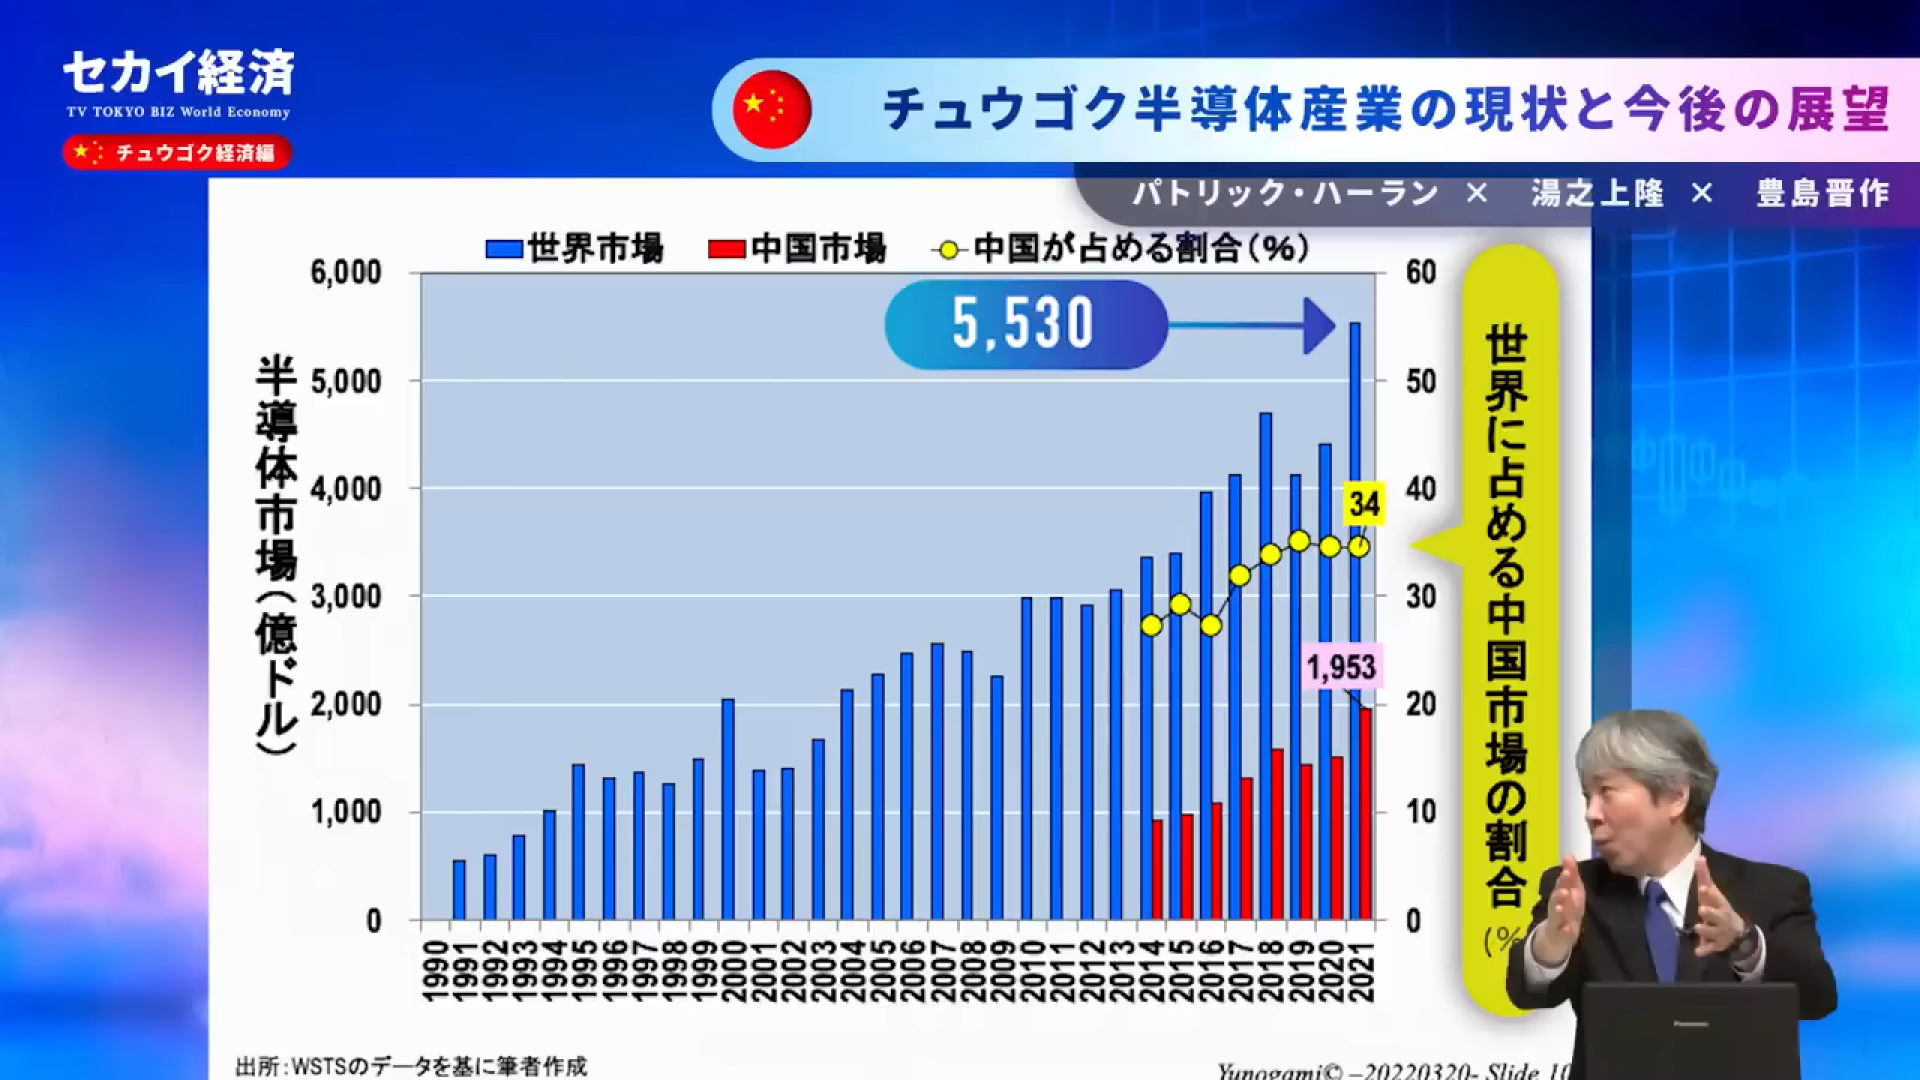 セカイ経済
TV TOKYO BIZ World Economy
チュウゴク経済編
チュウゴク半導体産業の現状と今後の展望
パトリック・ハーラン × 湯之上隆 × 豊島晋作
世界市場 中国市場 中国が占める割合(%)
半導体市場(億ドル)
6,000
5,000
4,000
3,000
2,000
1,000
0
5,530
34
1,953
60
50
40
30
20
10
0
世界に占める中国市場の割合
(%
1990 1991 1992 1993 1994 1995 1996 1997 1998 1999 2000 2001 2002 2003 2004 2005 2006 2007 2008 2009 2010 2011 2012 2013 2014 2015 2016 2017 2018 2019 2020 2021
出所:WSTSのデータを基に筆者作成
Yunogami© –20220320- Slide 10
Panasonic